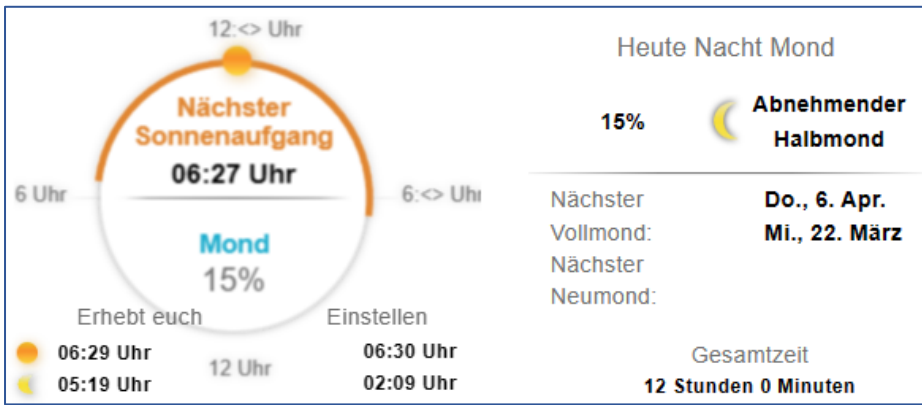 12:<> Uhr
Nächster
Sonnenaufgang
06:27 Uhr
6 Uhr
6:<> Uhr
Mond
15%
Erhebt euch
Einstellen
06:29 Uhr
06:30 Uhr
05:19 Uhr
12 Uhr
02:09 Uhr
Heute Nacht Mond
15%
Abnehmender
Halbmond
Nächster
Vollmond:
Nächster
Neumond:
Do., 6. Apr.
Mi., 22. März
Gesamtzeit
12 Stunden 0 Minuten